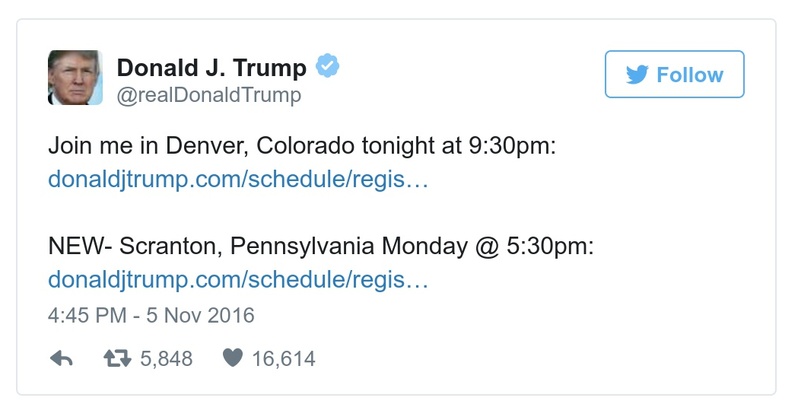 Donald J. Trump
@realDonaldTrump
Follow
Join me in Denver, Colorado tonight at 9:30pm:
donaldjtrump.com/schedule/regis…
NEW- Scranton, Pennsylvania Monday @ 5:30pm:
donaldjtrump.com/schedule/regis…
4:45 PM - 5 Nov 2016
5,848 16,614